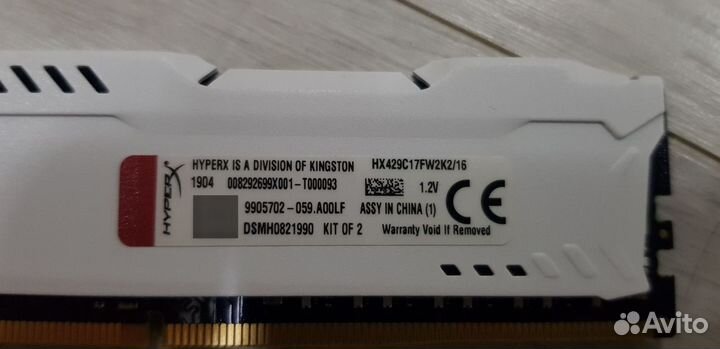 HYPERX
HYPERX IS A DIVISION OF KINGSTON HX429C17FW2K2/16
1904 008292699X001-T000093 1.2V
9905702-059.A00LF ASSY IN CHINA (1) CE
DSMH0821990 KIT OF 2 Warranty Void If Removed
Avito